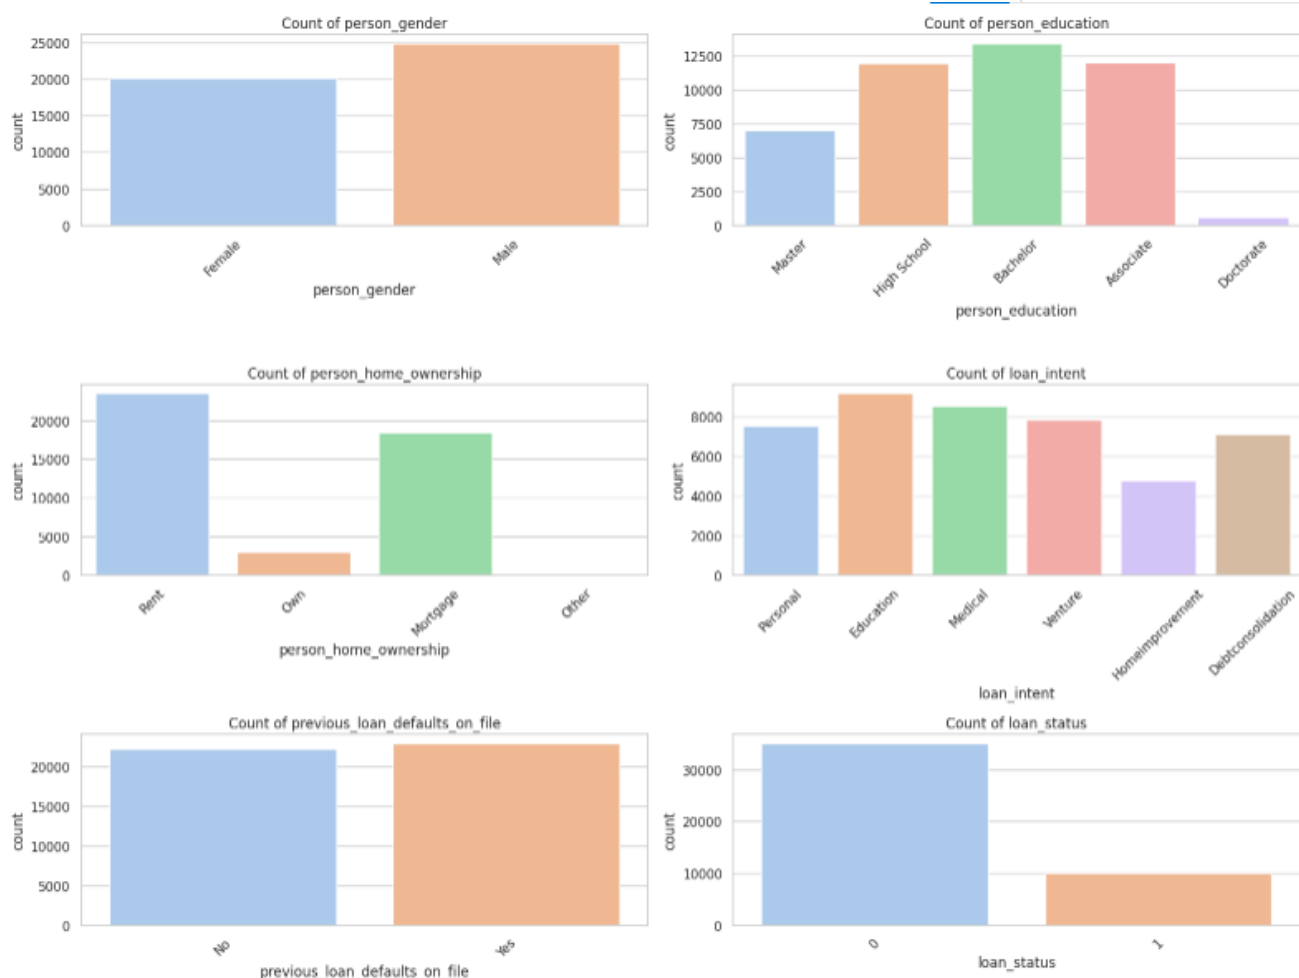 Count of person_gender
25000
20000
15000
10000
5000
0
count
Female
Male
person_gender
Count of person_education
12500
10000
7500
5000
2500
0
count
Master
High School
Bachelor
Associate
Doctorate
person_education
Count of person_home_ownership
20000
15000
10000
5000
0
count
Rent
Own
Mortgage
Other
person_home_ownership
Count of loan_intent
8000
6000
4000
2000
0
count
Personal
Education
Medical
Venture
Homeimprovement
Debtconsolidation
loan_intent
Count of previous_loan_defaults_on_file
20000
15000
10000
5000
0
count
No
Yes
previous_loan_defaults_on_file
Count of loan_status
30000
20000
10000
0
count
0
1
loan_status